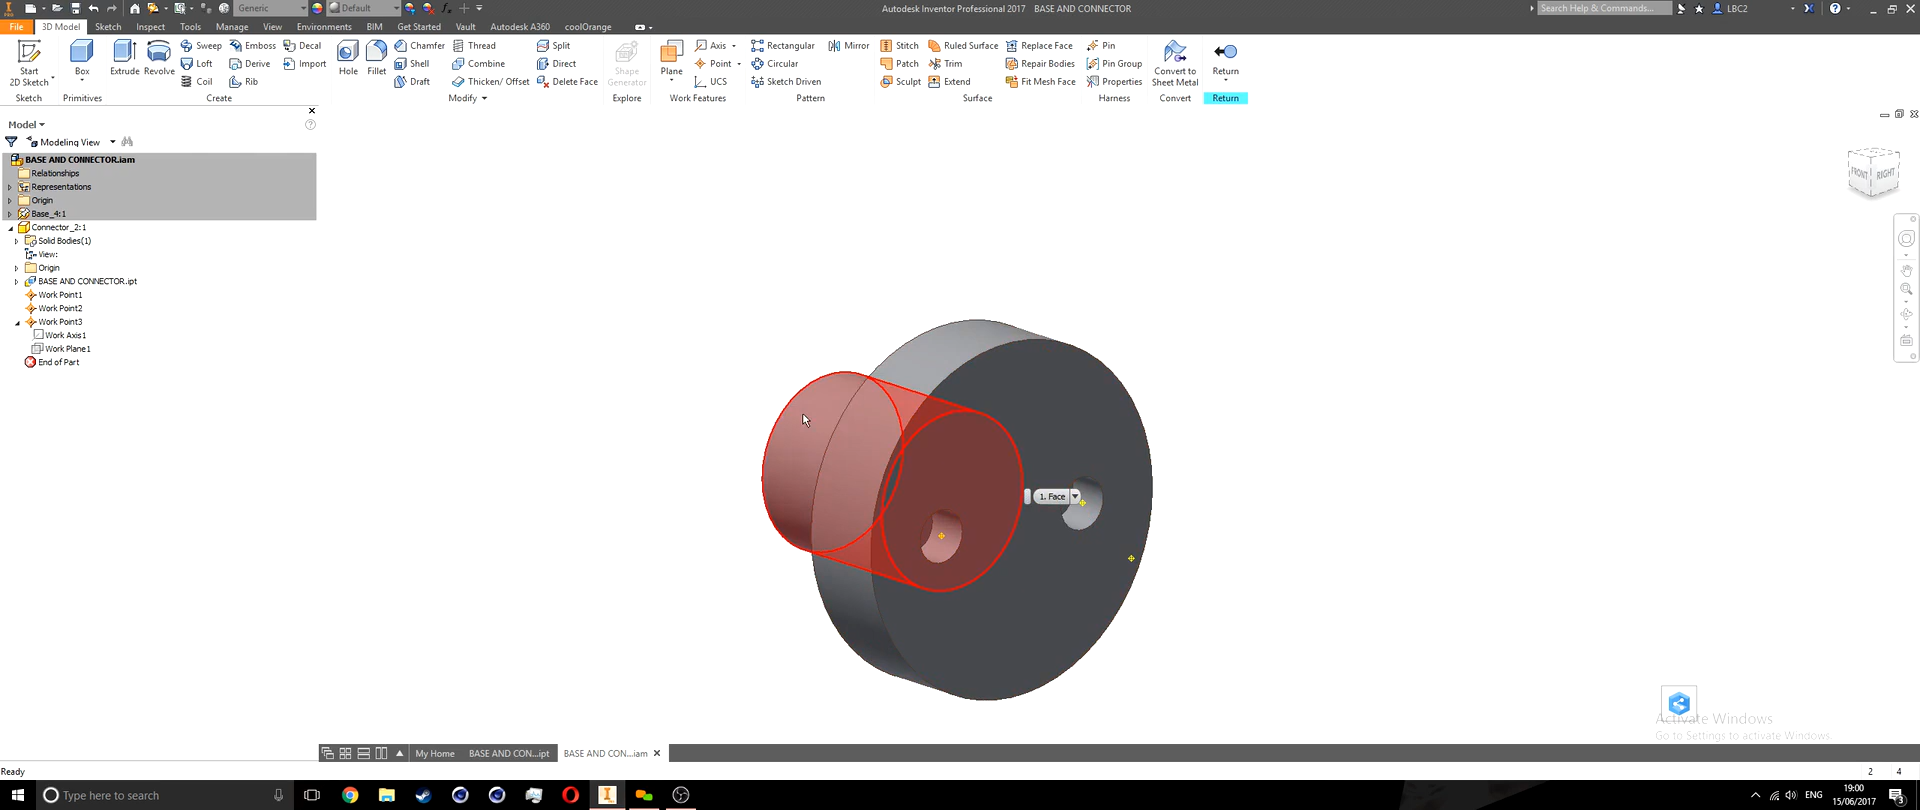 Generic Default Autodesk Inventor Professional 2017 BASE AND CONNECTOR Search Help & Commands... LBC2
File 3D Model Sketch Inspect Tools Manage View Environments BIM Get Started Vault Autodesk A360 coolOrange
Start 2D Sketch
Sketch
Box
Primitives
Extrude Revolve Sweep Emboss Decal
Loft Derive Import
Coil Rib
Create
Hole Fillet Chamfer Thread Split
Shell Combine Direct
Draft Thicken/ Offset Delete Face
Modify
Shape Generator
Explore
Plane Axis
Point
UCS
Work Features
Rectangular Mirror
Circular
Sketch Driven
Pattern
Stitch Ruled Surface Replace Face
Patch Trim Repair Bodies
Sculpt Extend Fit Mesh Face
Surface
Pin
Pin Group
Properties
Harness
Convert to Sheet Metal
Convert
Return
Return
Model
Modeling View
BASE AND CONNECTOR.iam
Relationships
Representations
Origin
Base_4:1
Connector_2:1
Solid Bodies(1)
View:
Origin
BASE AND CONNECTOR.ipt
Work Point1
Work Point2
Work Point3
Work Axis1
Work Plane1
End of Part
FRONT RIGHT
1. Face
Activate Windows
Go to Settings to activate Windows.
My Home BASE AND CON...ipt BASE AND CON...iam
Ready 2 4
Type here to search ENG 19:00
15/06/2017 3